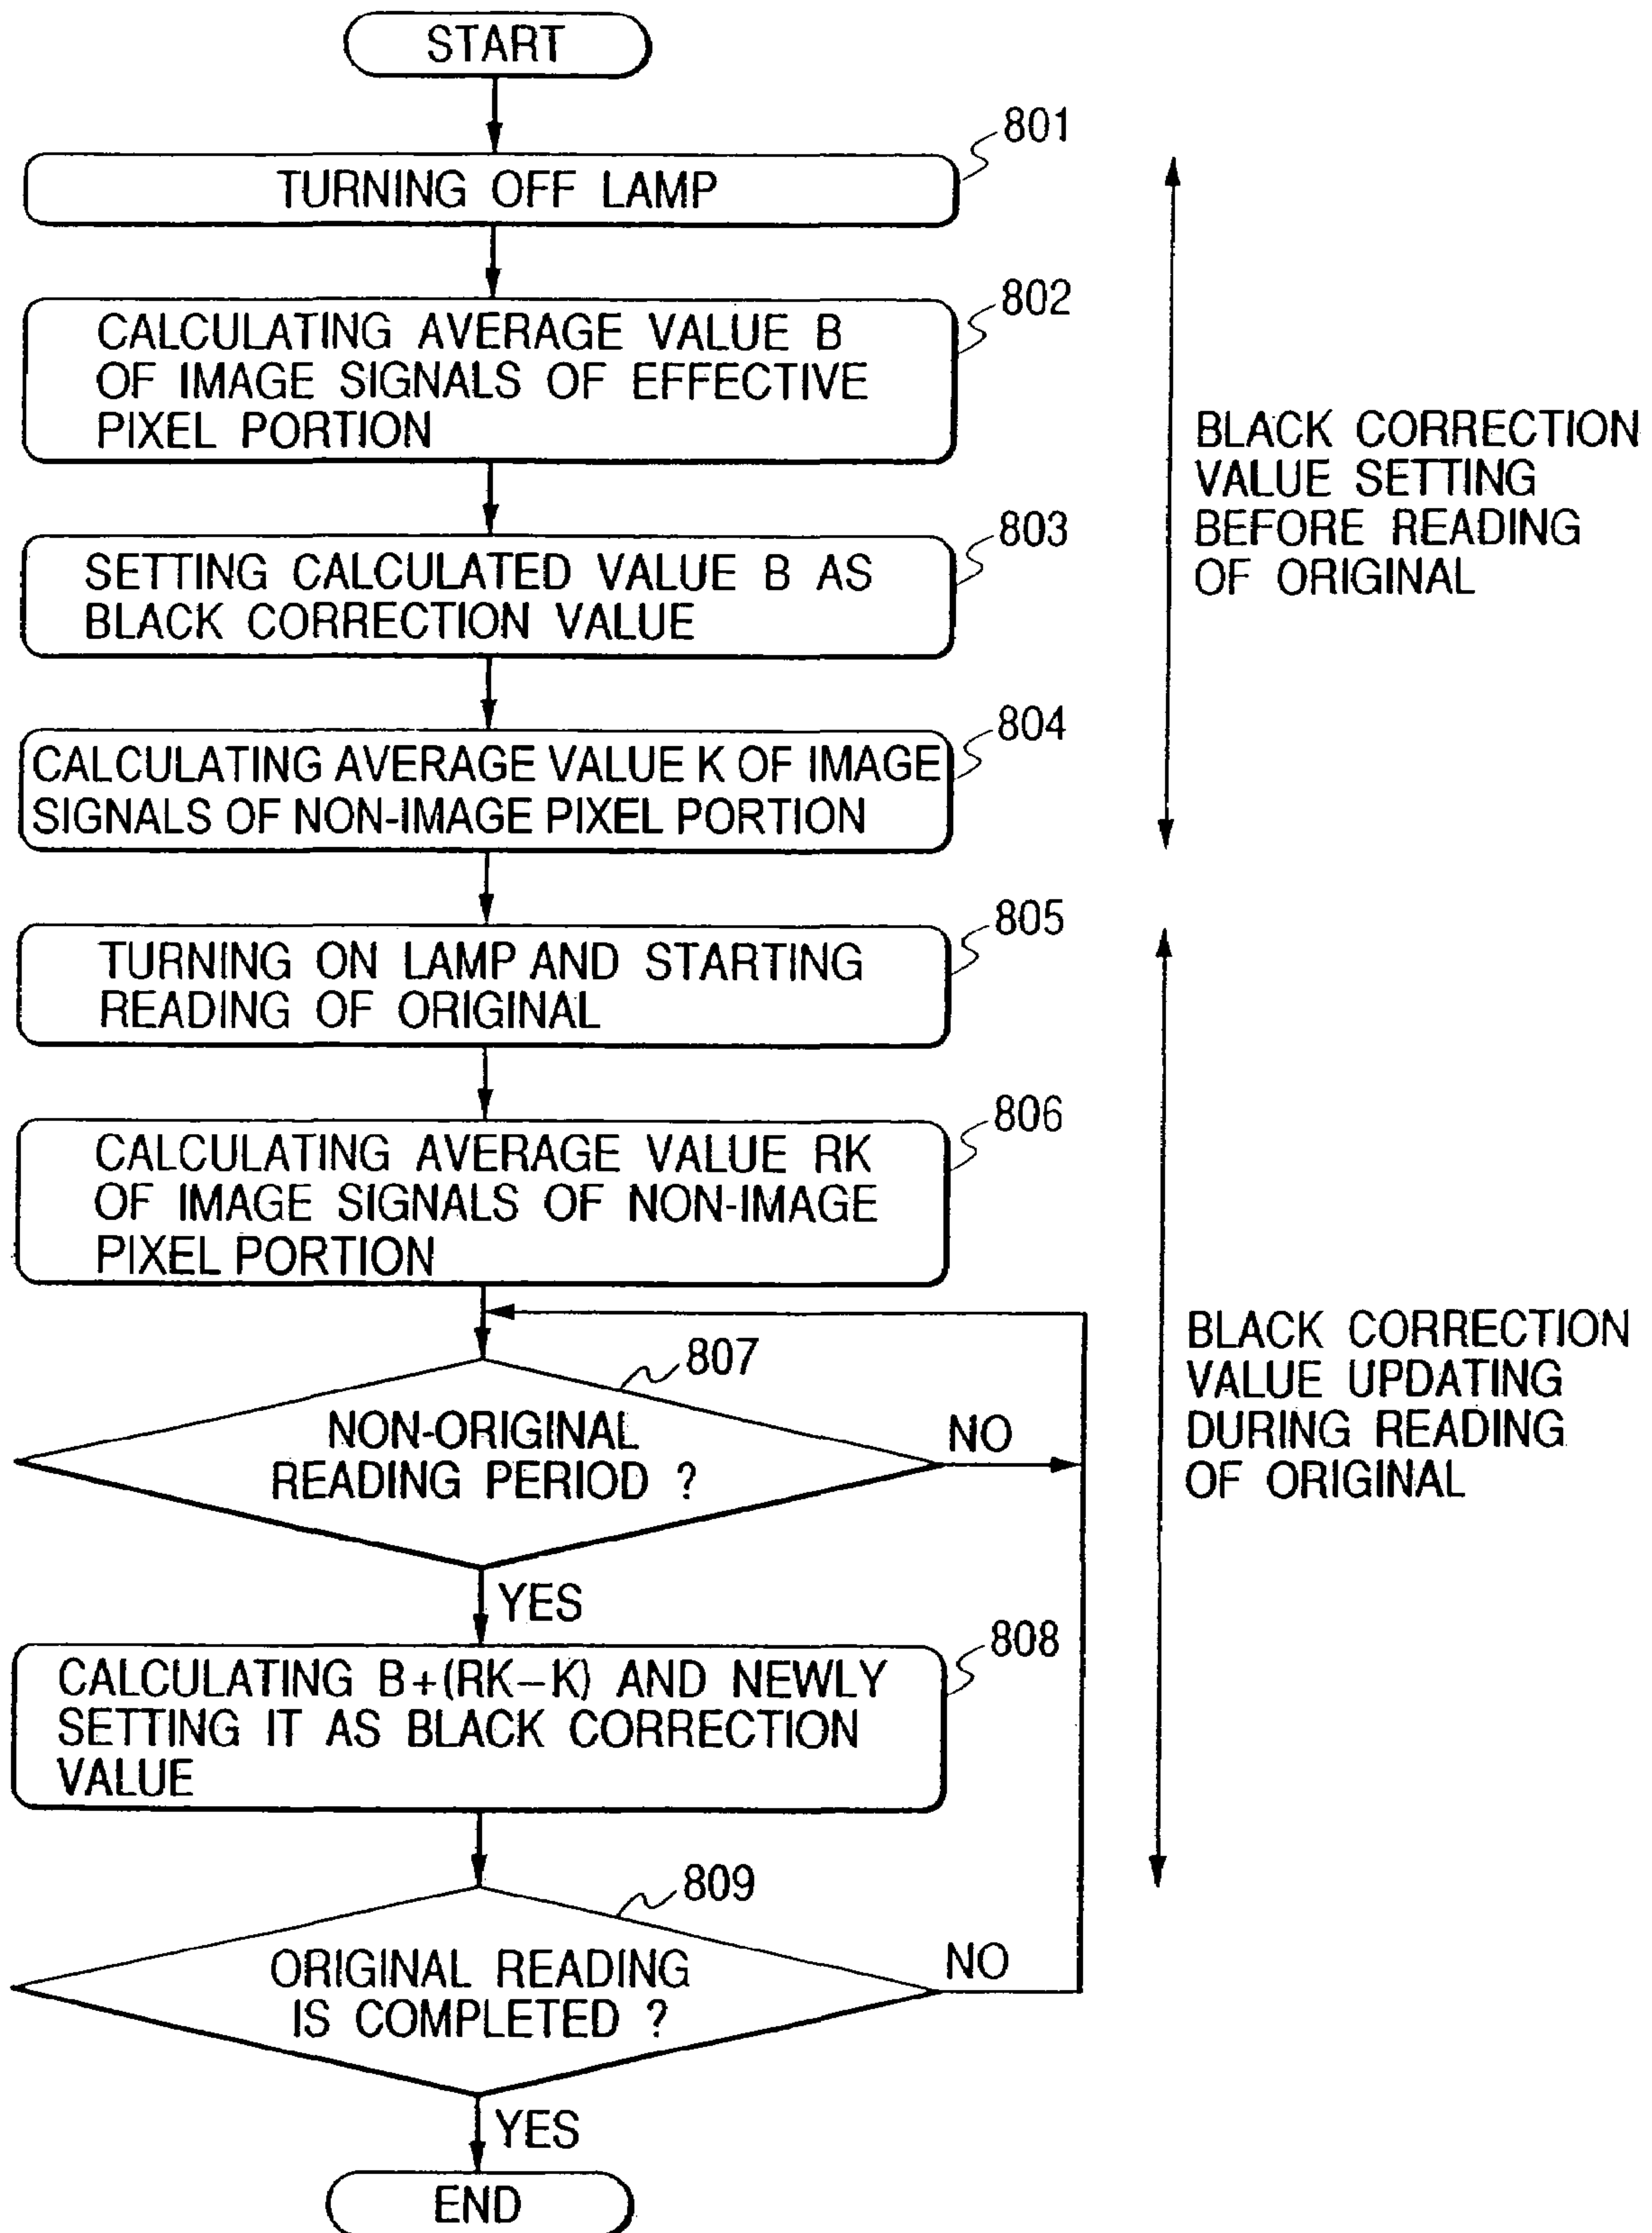 START
801
TURNING OFF LAMP
802
CALCULATING AVERAGE VALUE B
OF IMAGE SIGNALS OF EFFECTIVE
PIXEL PORTION
803
SETTING CALCULATED VALUE B AS
BLACK CORRECTION VALUE
804
CALCULATING AVERAGE VALUE K OF IMAGE
SIGNALS OF NON-IMAGE PIXEL PORTION
BLACK CORRECTION
VALUE SETTING
BEFORE READING
OF ORIGINAL
805
TURNING ON LAMP AND STARTING
READING OF ORIGINAL
806
CALCULATING AVERAGE VALUE RK
OF IMAGE SIGNALS OF NON-IMAGE
PIXEL PORTION
807
NON-ORIGINAL
READING PERIOD ?
NO
YES
808
CALCULATING B+(RK−K) AND NEWLY
SETTING IT AS BLACK CORRECTION
VALUE
BLACK CORRECTION
VALUE UPDATING
DURING READING
OF ORIGINAL
809
ORIGINAL READING
IS COMPLETED ?
NO
YES
END